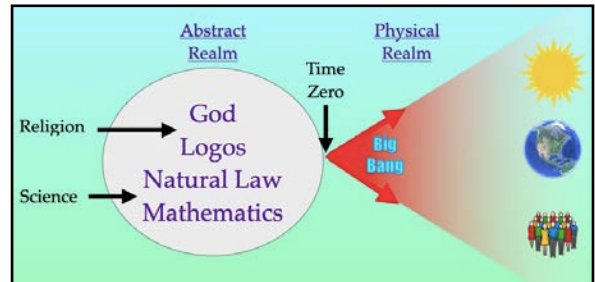 Abstract
Realm
Physical
Realm
Time
Zero
Religion
Science
God
Logos
Natural Law
Mathematics
Big
Bang